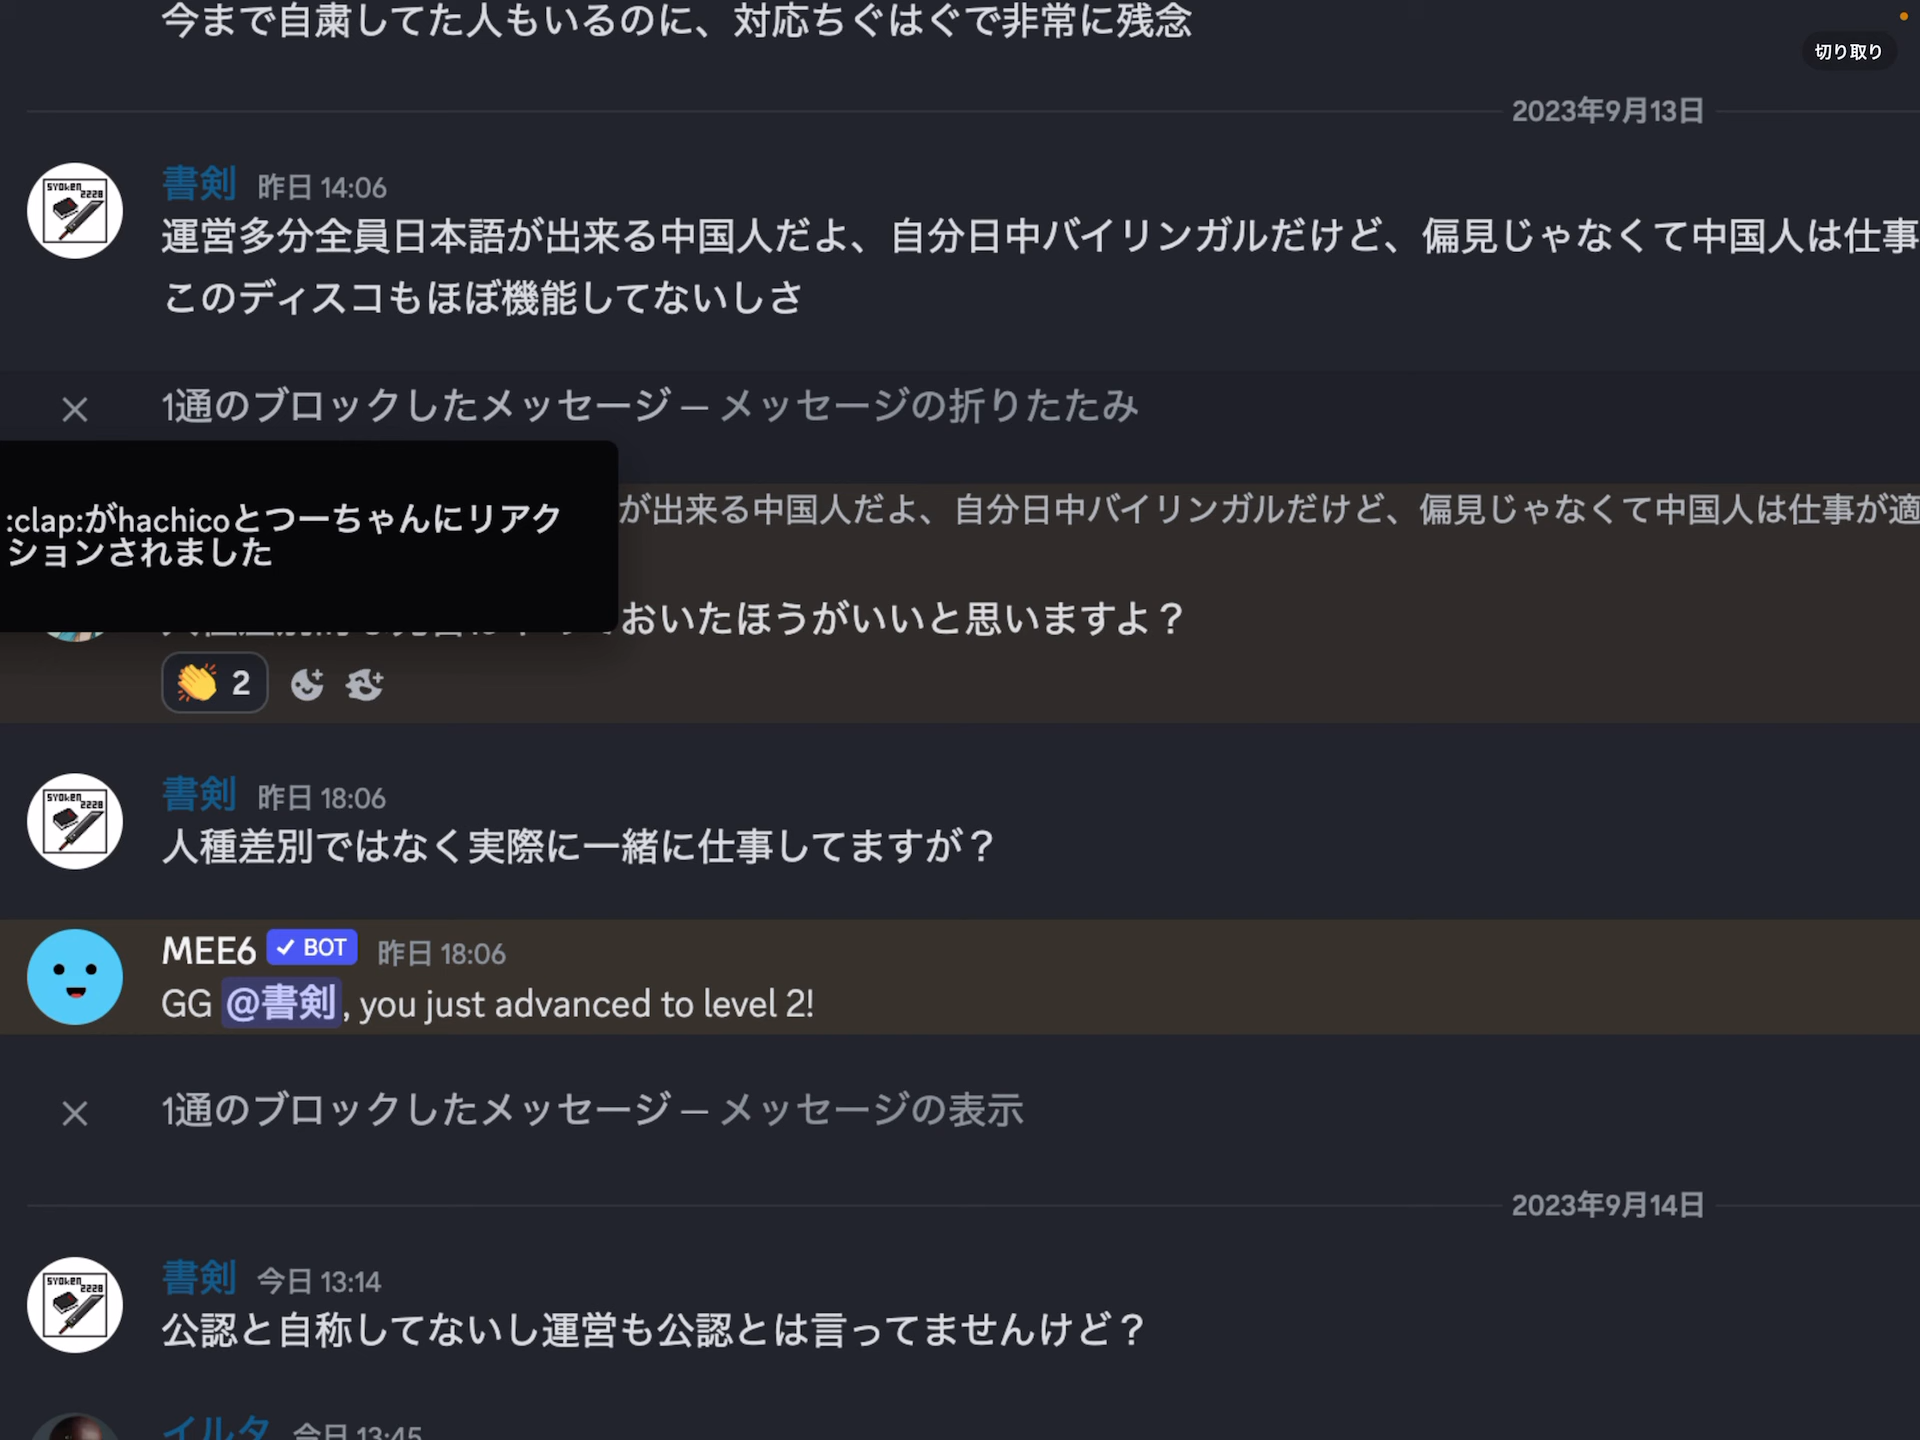 今まで自粛してた人もいるのに、対応ちぐはぐで非常に残念
切り取り
2023年9月13日
SYOKEN 2228
書剣 昨日 14:06
運営多分全員日本語が出来る中国人だよ、自分日中バイリンガルだけど、偏見じゃなくて中国人は仕事
このディスコもほぼ機能してないしさ
1通のブロックしたメッセージ — メッセージの折りたたみ
が出来る中国人だよ、自分日中バイリンガルだけど、偏見じゃなくて中国人は仕事が適
:clap:がhachicoとつーちゃんにリアク
ションされました
おいたほうがいいと思いますよ？
2
SYOKEN 2228
書剣 昨日 18:06
人種差別ではなく実際に一緒に仕事してますが？
MEE6 BOT 昨日 18:06
GG @書剣, you just advanced to level 2!
1通のブロックしたメッセージ — メッセージの表示
2023年9月14日
SYOKEN 2228
書剣 今日 13:14
公認と自称してないし運営も公認とは言ってませんけど？
イルタ 今日 13:45